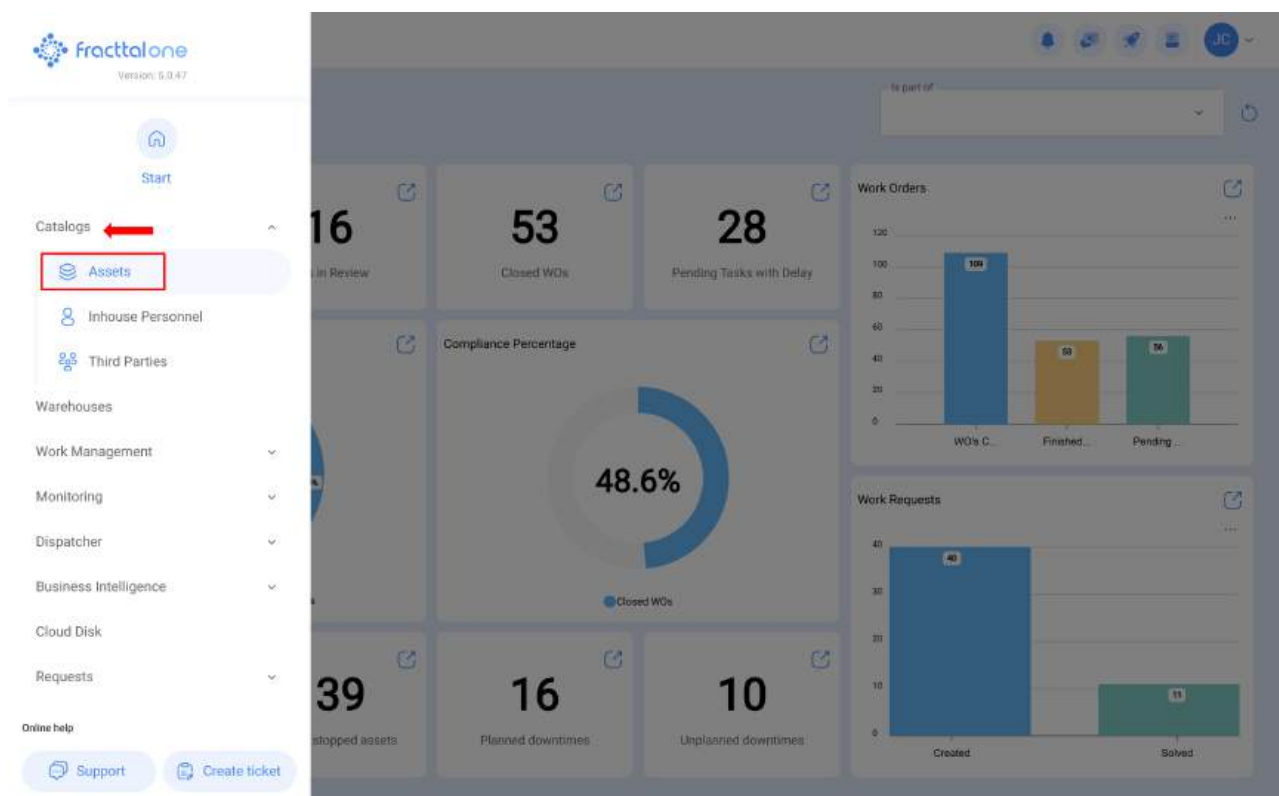 fracttal one
Version: 5.0.47
JC
Is part of
Start
Catalogs
Assets
Inhouse Personnel
Third Parties
Warehouses
Work Management
Monitoring
Dispatcher
Business Intelligence
Cloud Disk
Requests
Online help
Support
Create ticket
16
in Review
53
Closed WOs
28
Pending Tasks with Delay
Work Orders
120
100
80
60
40
20
0
109
53
56
WO's C...
Finished...
Pending ...
Compliance Percentage
48.6%
Closed WOs
Work Requests
40
30
20
10
0
40
11
Created
Solved
39
stopped assets
16
Planned downtimes
10
Unplanned downtimes